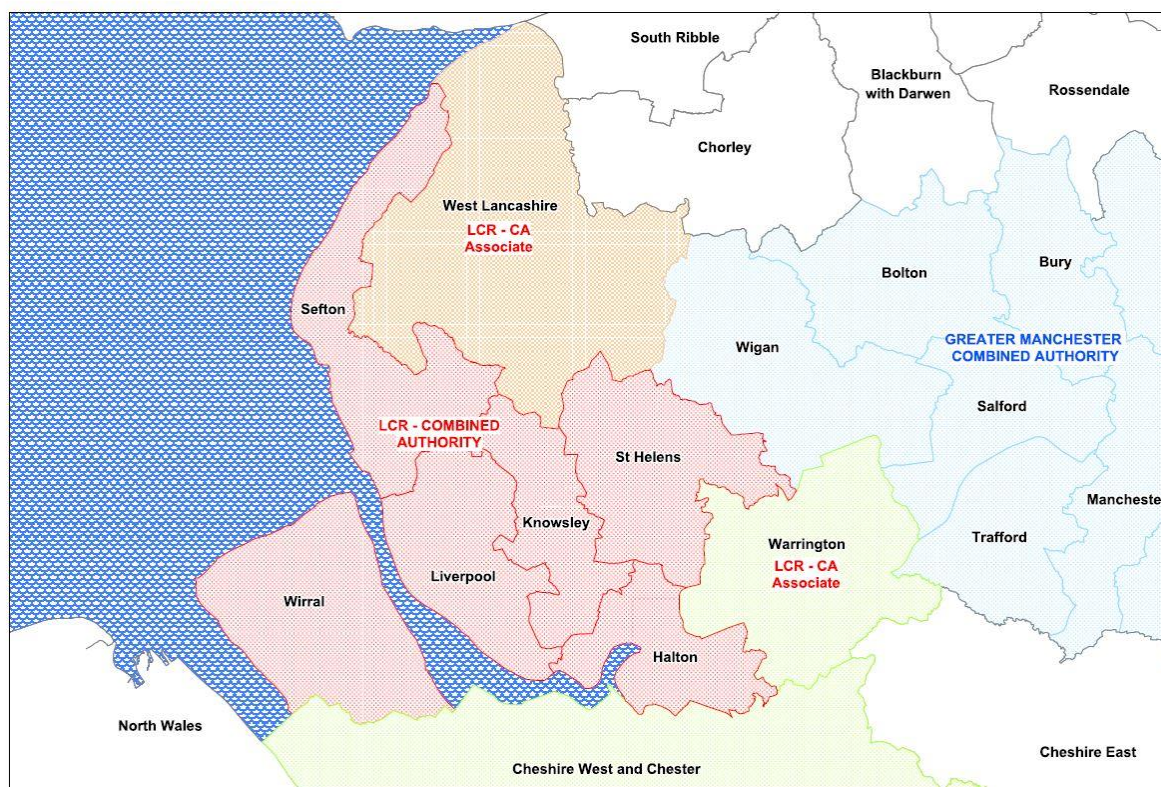 South Ribble
Blackburn
with Darwen
Rossendale
Chorley
West Lancashire
LCR - CA
Associate
Bolton
Bury
Sefton
Wigan
GREATER MANCHESTER
COMBINED AUTHORITY
Salford
LCR - COMBINED
AUTHORITY
St Helens
Manchester
Knowsley
Trafford
Warrington
LCR - CA
Associate
Liverpool
Wirral
Halton
North Wales
Cheshire East
Cheshire West and Chester